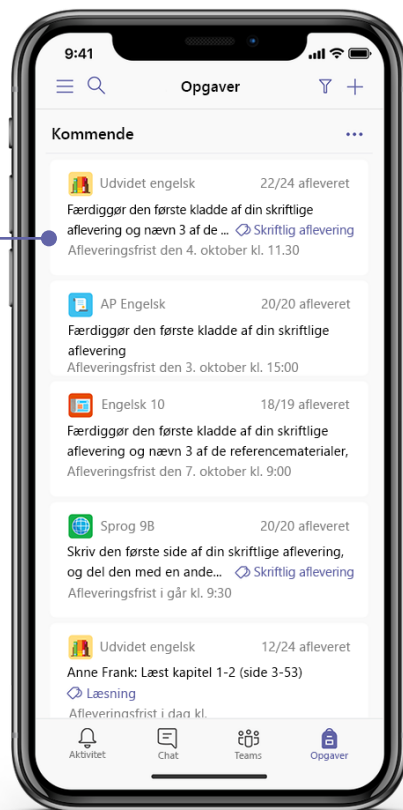 9:41
Opgaver
Kommende
Udvidet engelsk 22/24 afleveret
Færdiggør den første kladde af din skriftlige
aflevering og nævn 3 af de ... Skriftlig aflevering
Afleveringsfrist den 4. oktober kl. 11.30
AP Engelsk 20/20 afleveret
Færdiggør den første kladde af din skriftlige
aflevering
Afleveringsfrist den 3. oktober kl. 15:00
Engelsk 10 18/19 afleveret
Færdiggør den første kladde af din skriftlige
aflevering og nævn 3 af de referencematerialer,
Afleveringsfrist den 7. oktober kl. 9:00
Sprog 9B 20/20 afleveret
Skriv den første side af din skriftlige aflevering,
og del den med en ande... Skriftlig aflevering
Afleveringsfrist i går kl. 9:30
Udvidet engelsk 12/24 afleveret
Anne Frank: Læst kapitel 1-2 (side 3-53)
Læsning
Afleveringsfrist i dag kl.
Aktivitet Chat Teams Opgaver